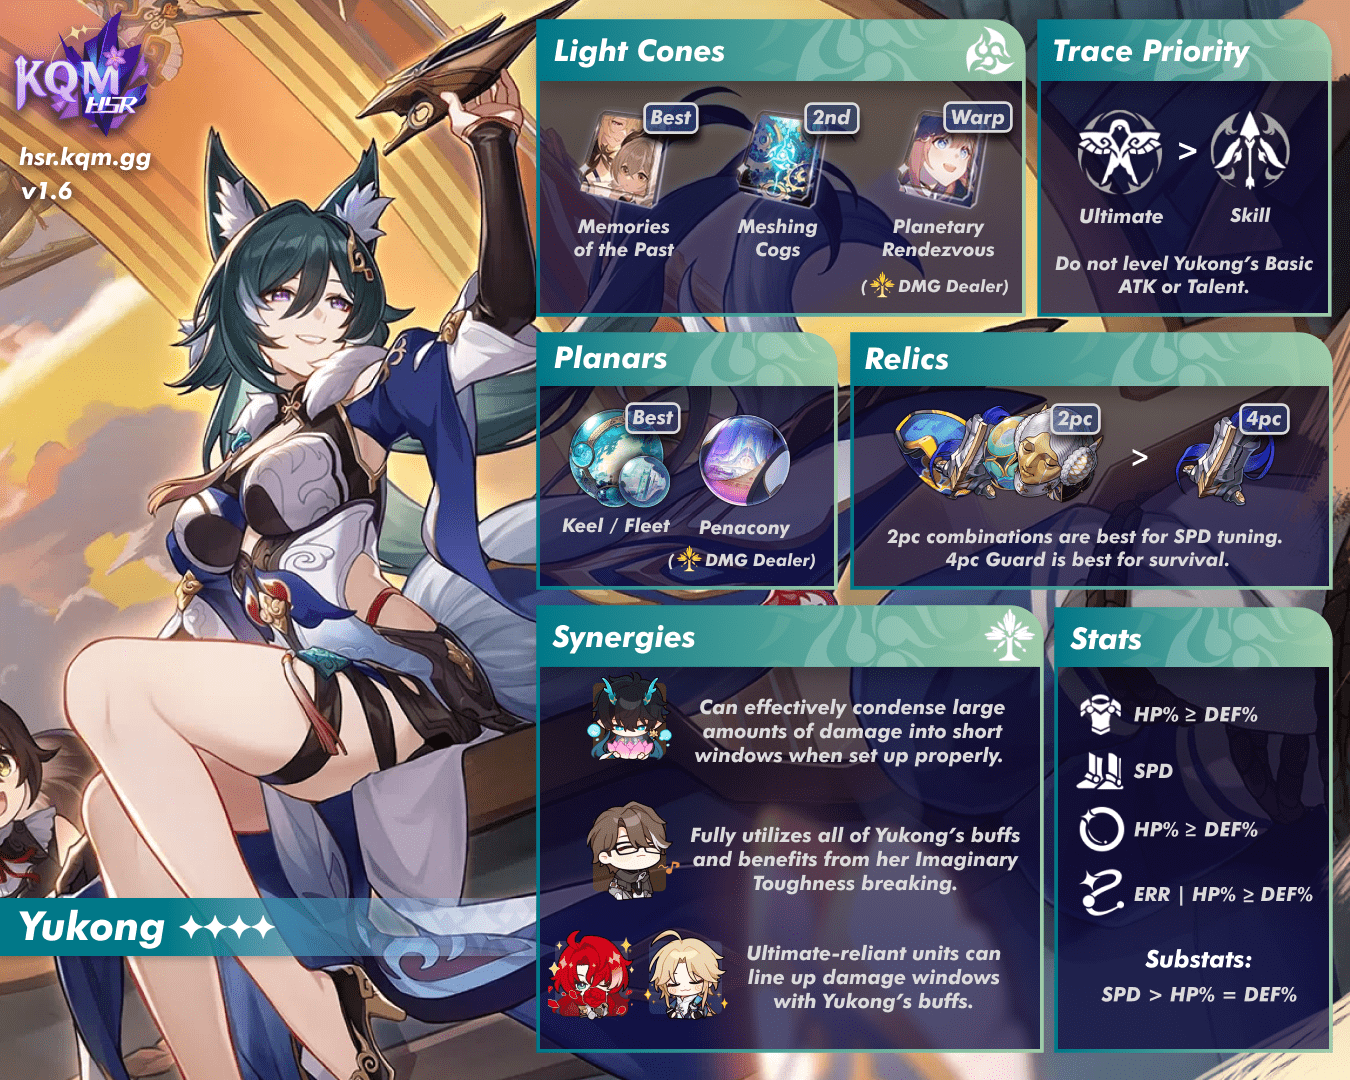 KQM
HSR
hsr.kqm.gg
v1.6
Yukong
Light Cones
Best
2nd
Warp
Memories
of the Past
Meshing
Cogs
Planetary
Rendezvous
( DMG Dealer)
Trace Priority
>
Ultimate
Skill
Do not level Yukong's Basic
ATK or Talent.
Planars
Best
Keel / Fleet
Penacony
( DMG Dealer)
Relics
2pc
>
4pc
2pc combinations are best for SPD tuning.
4pc Guard is best for survival.
Synergies
Can effectively condense large
amounts of damage into short
windows when set up properly.
Fully utilizes all of Yukong's buffs
and benefits from her Imaginary
Toughness breaking.
Ultimate-reliant units can
line up damage windows
with Yukong's buffs.
Stats
HP% ≥ DEF%
SPD
HP% ≥ DEF%
ERR | HP% ≥ DEF%
Substats:
SPD > HP% = DEF%